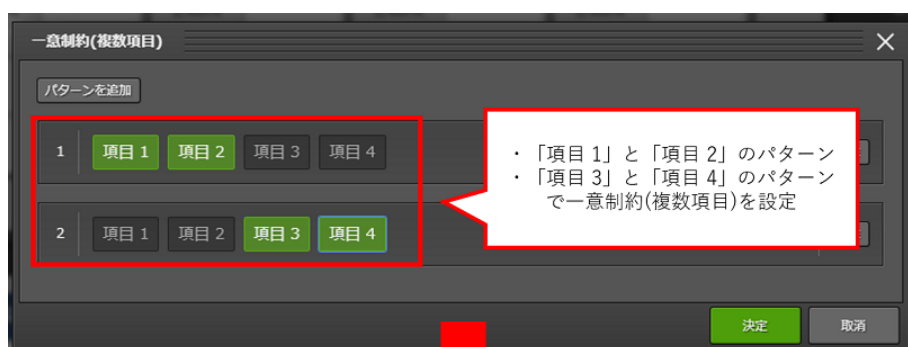 一意制約(複数項目)
パターンを追加
1 項目 1 項目 2 項目 3 項目 4
・「項目 1」と「項目 2」のパターン
・「項目 3」と「項目 4」のパターン
で一意制約(複数項目)を設定
2 項目 1 項目 2 項目 3 項目 4
決定 取消